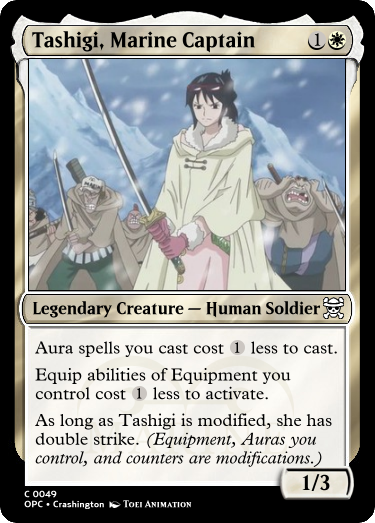 Tashigi, Marine Captain 1
Legendary Creature — Human Soldier
Aura spells you cast cost 1 less to cast.
Equip abilities of Equipment you
control cost 1 less to activate.
As long as Tashigi is modified, she has
double strike. (Equipment, Auras you
control, and counters are modifications.)
1/3
C 0049
OPC • Crashington Toei Animation